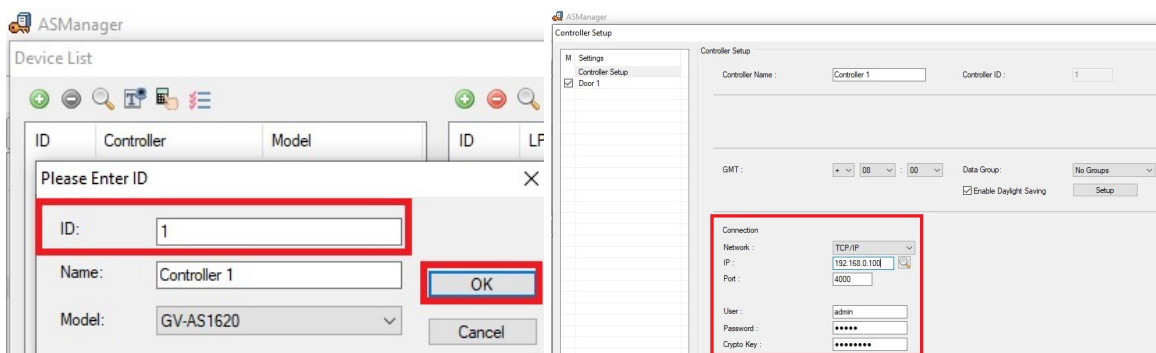 ASManager
Device List
ID Controller Model ID
Please Enter ID
ID: 1
Name: Controller 1
OK
Model: GV-AS1620
Cancel
ASManager
Controller Setup
M Settings
Controller Setup
Door 1
Controller Setup
Controller Name : Controller 1 Controller ID : 1
GMT : + 08 : 00 Data Group: No Groups
Enable Daylight Saving Setup
Connection
Network : TCP/IP
IP : 192.168.0.100
Port : 4000
User : admin
Password : •••••
Crypto Key : ••••••••